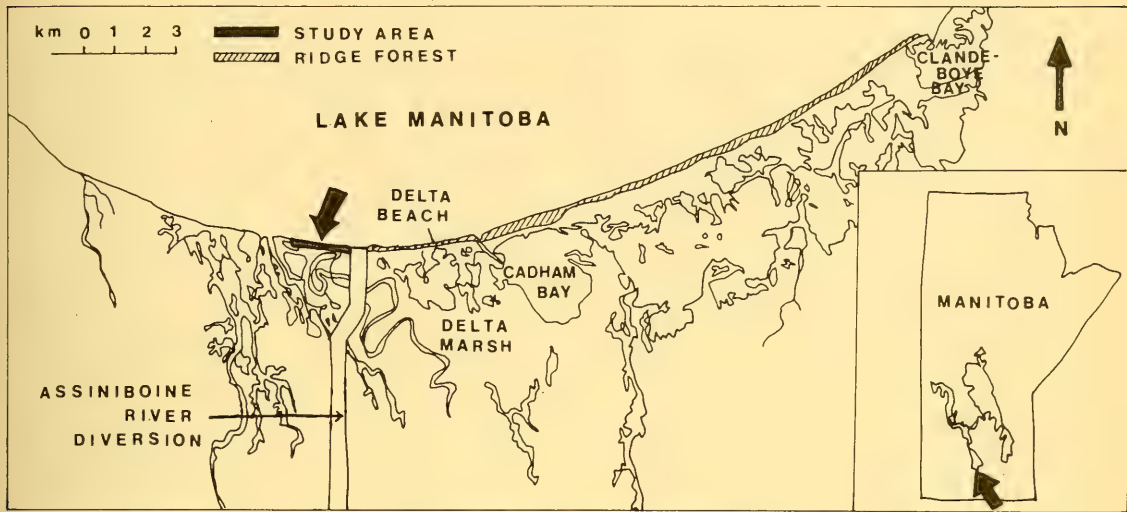 km 0 1 2 3
STUDY AREA
RIDGE FOREST
LAKE MANITOBA
CLANDE-
BOYE
BAY
N
DELTA
BEACH
CADHAM
BAY
DELTA
MARSH
MANITOBA
ASSINIBOINE
RIVER
DIVERSION